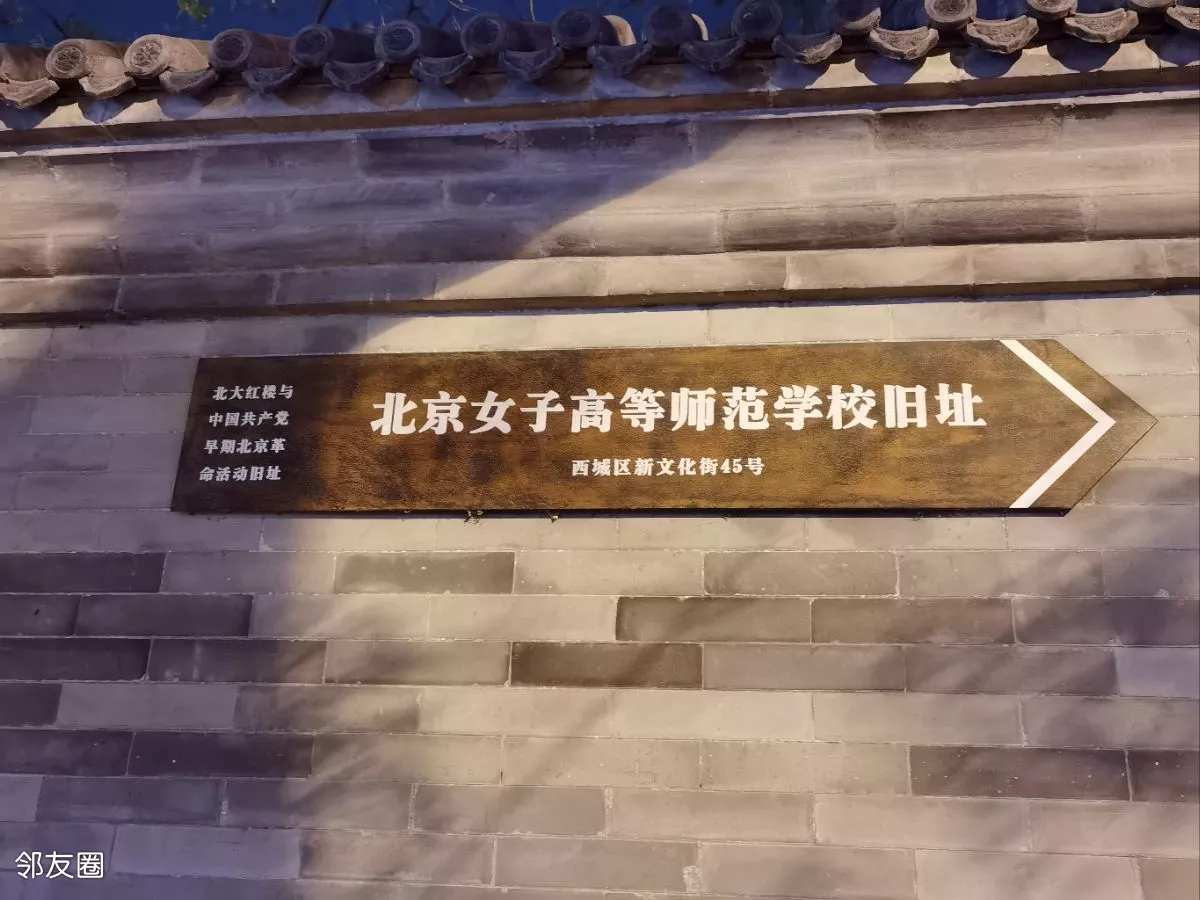 北大红楼与
中国共产党
早期北京革
命活动旧址
北京女子高等师范学校旧址
西城区新文化街45号
邻友圈